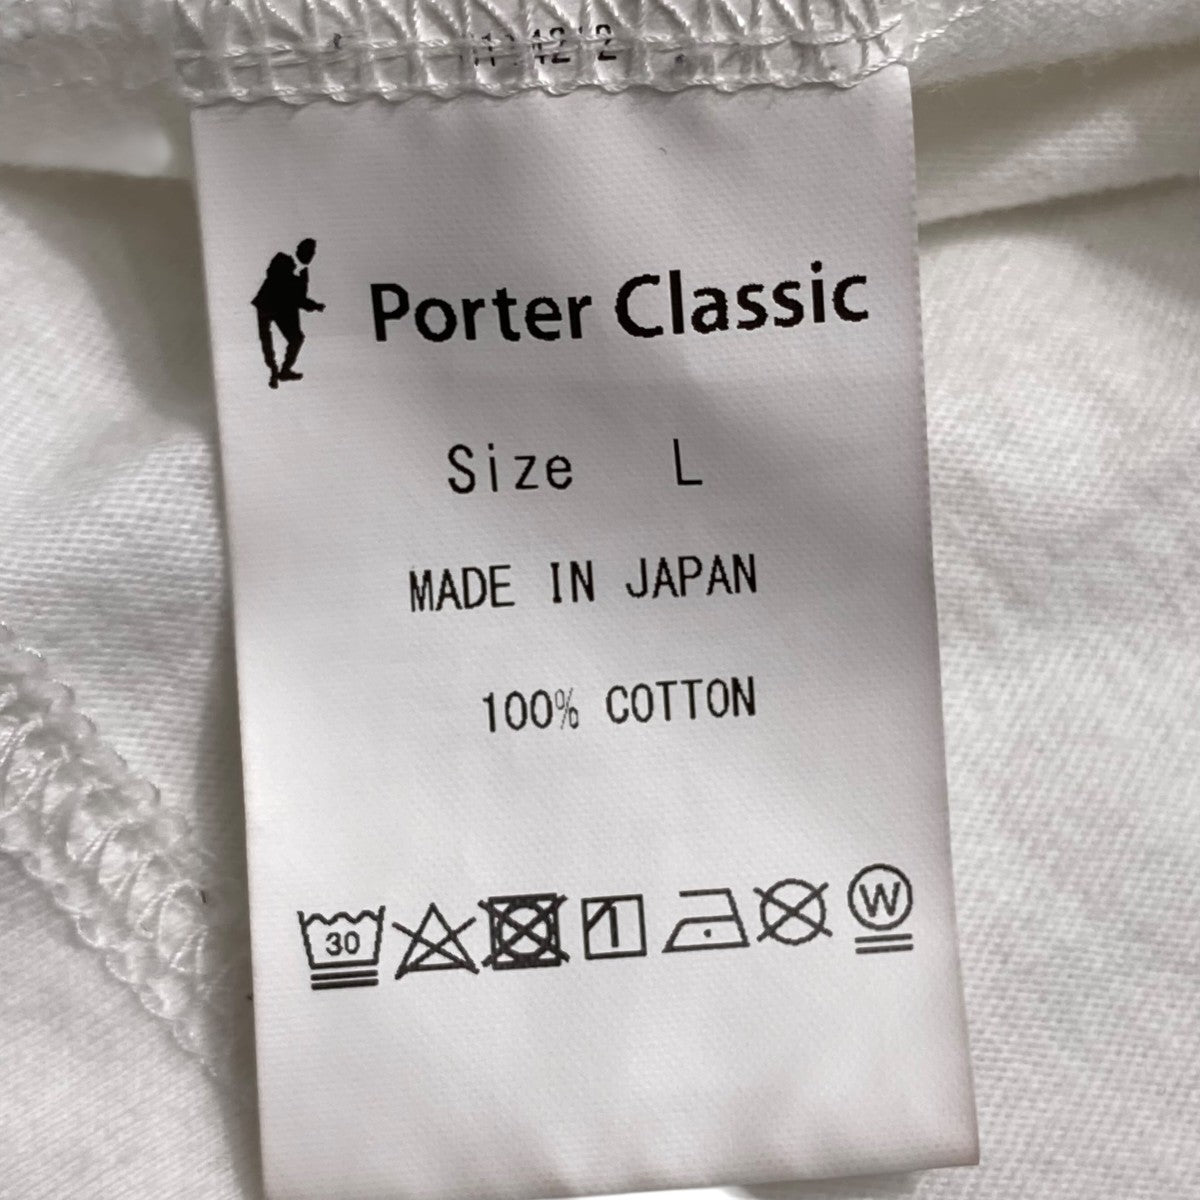 Porter Classic
Size L
MADE IN JAPAN
100% COTTON
30
1
W